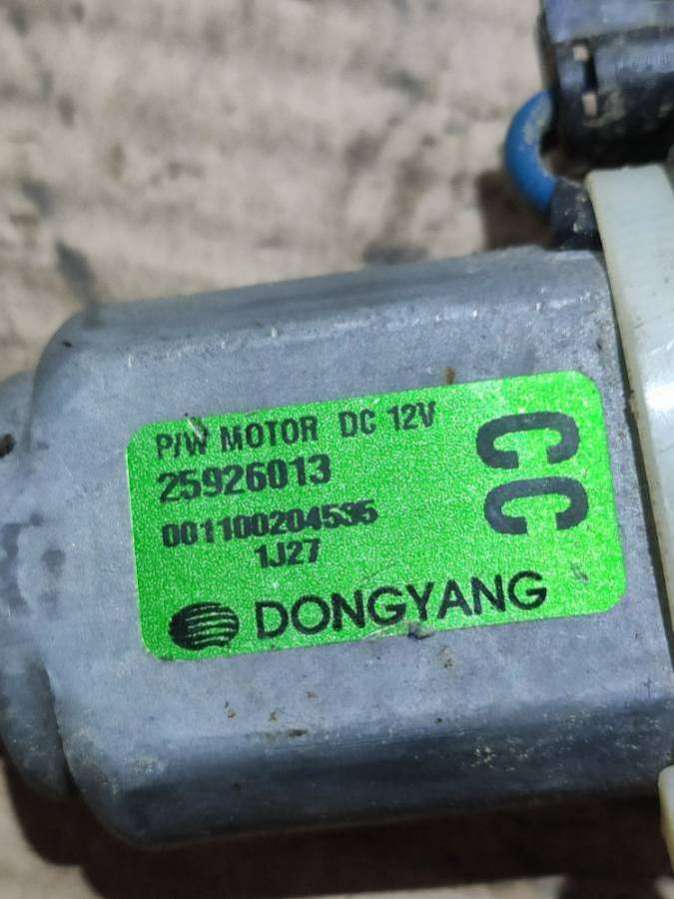 P/W MOTOR DC 12V
25926013
001100204535
1J27
CC
DONGYANG